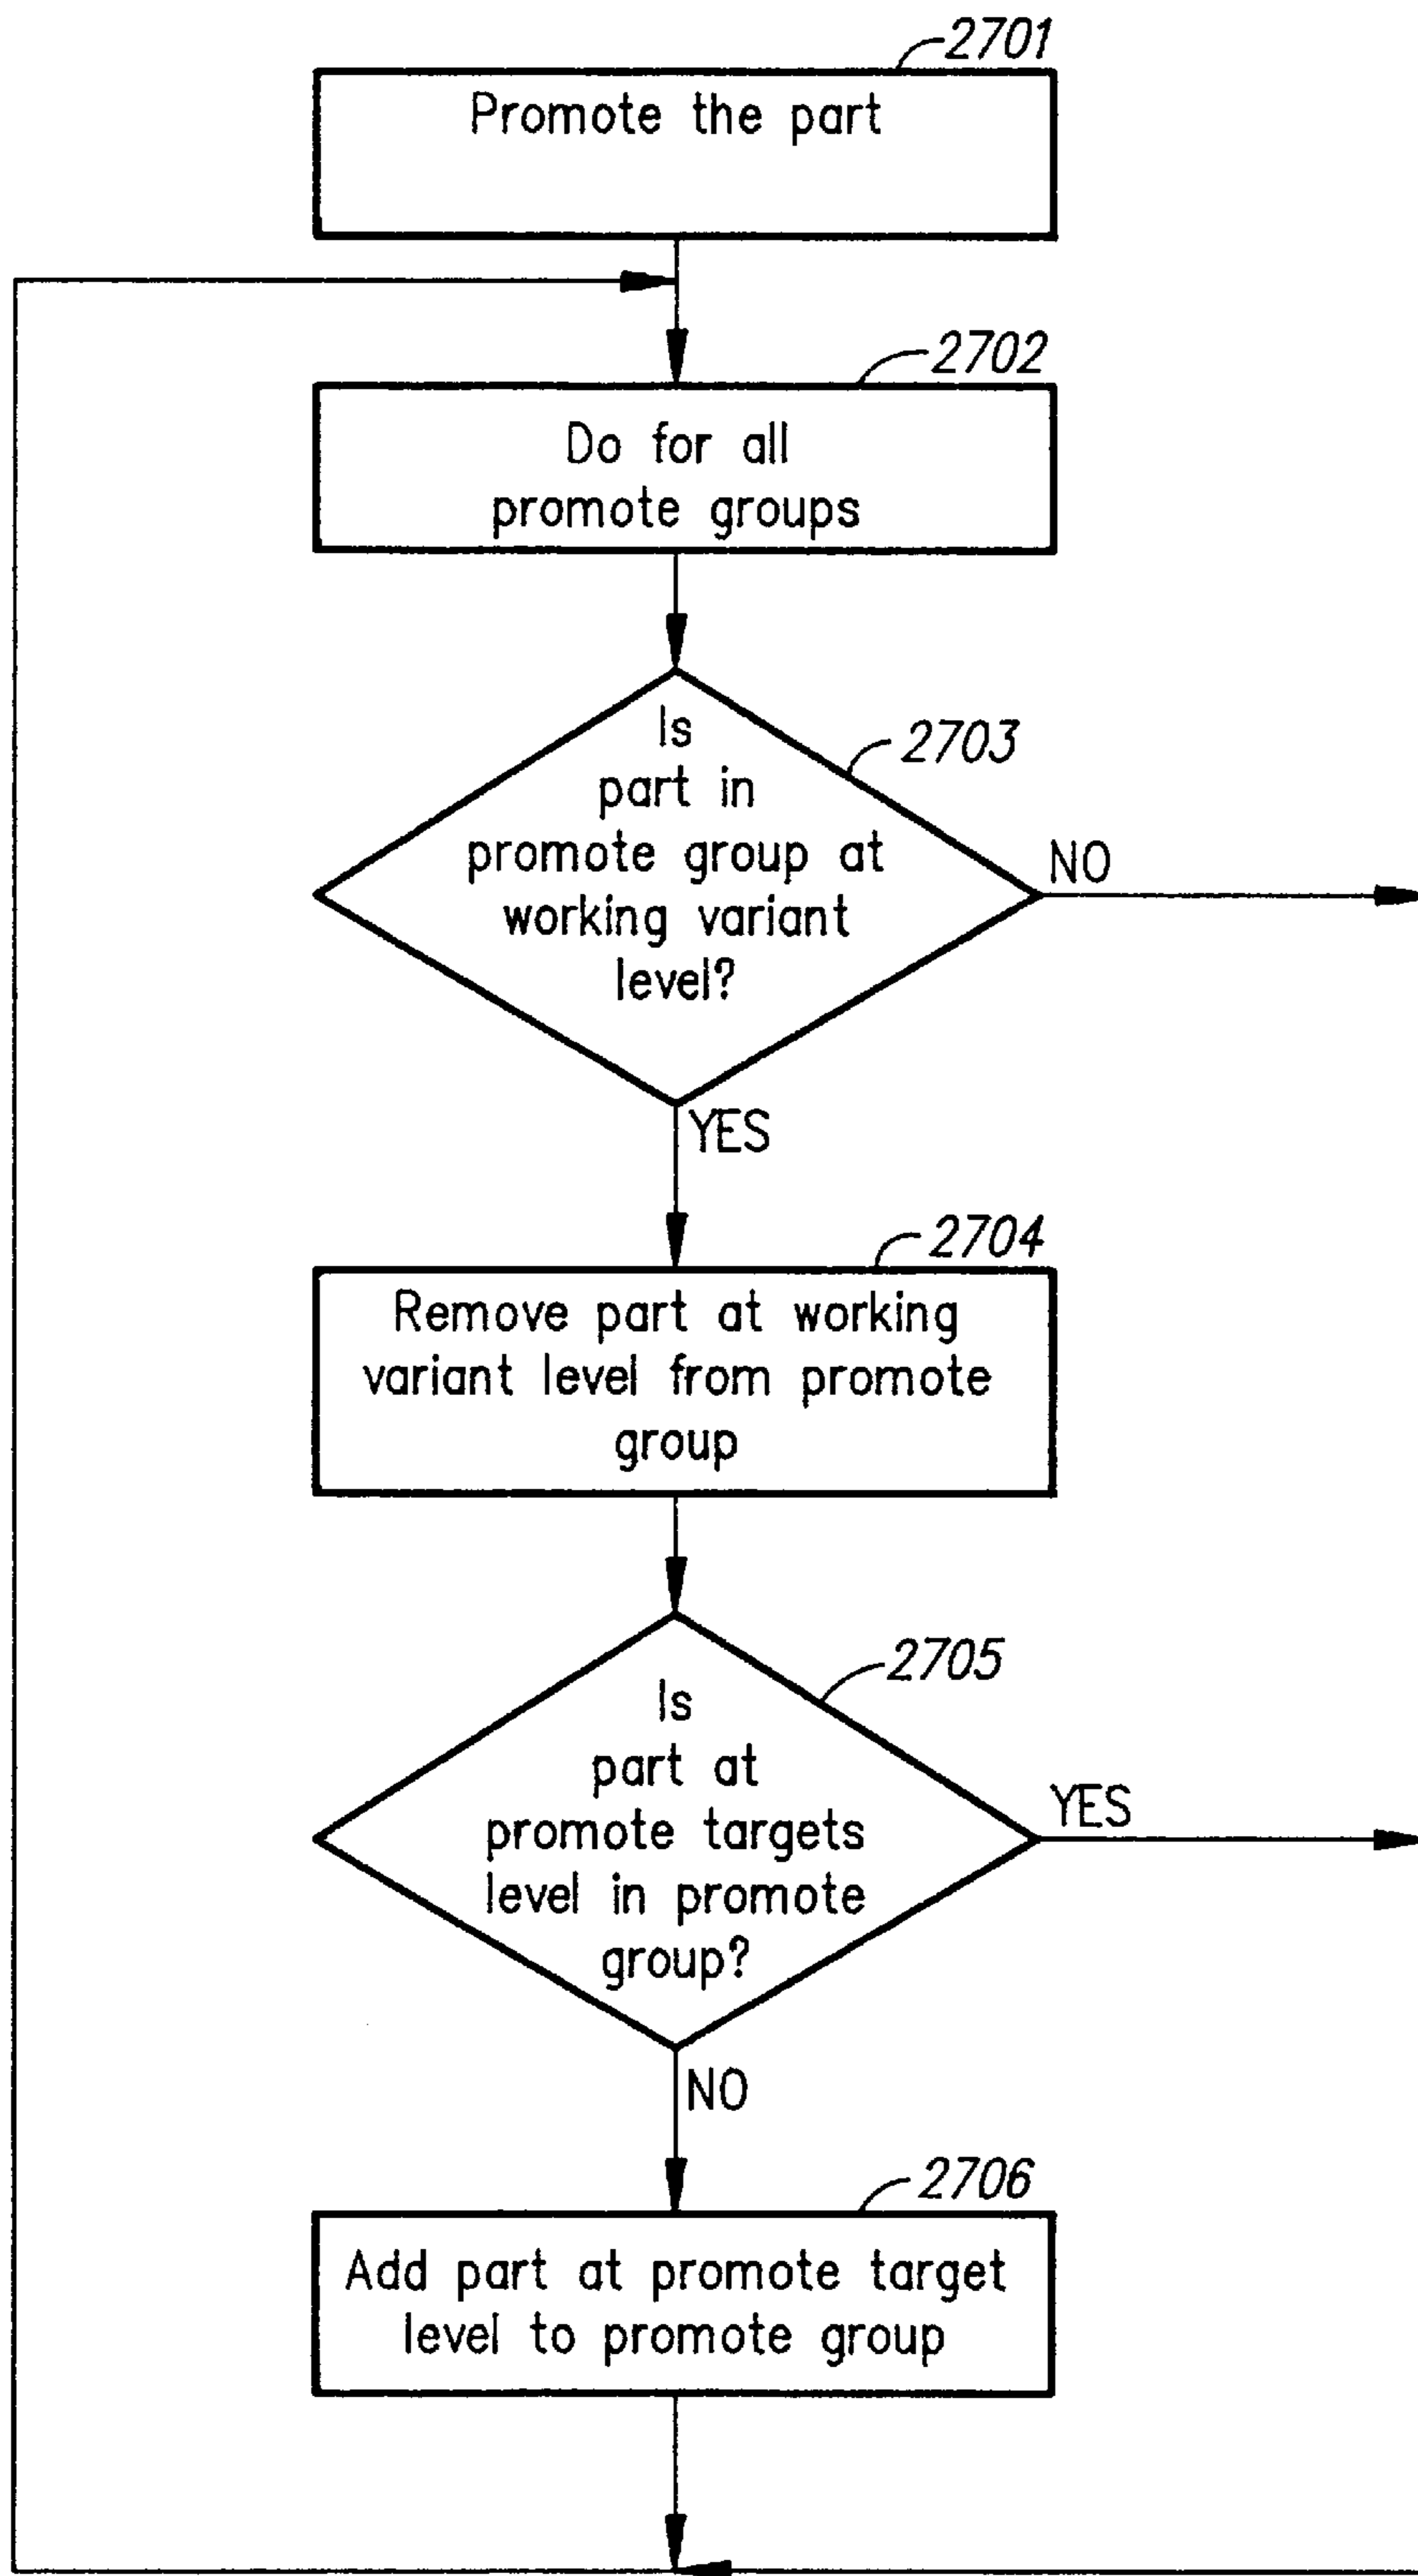 2701
Promote the part
2702
Do for all
promote groups
2703
Is
part in
promote group at
working variant
level?
NO
YES
2704
Remove part at working
variant level from promote
group
2705
Is
part at
promote targets
level in promote
group?
YES
NO
2706
Add part at promote target
level to promote group